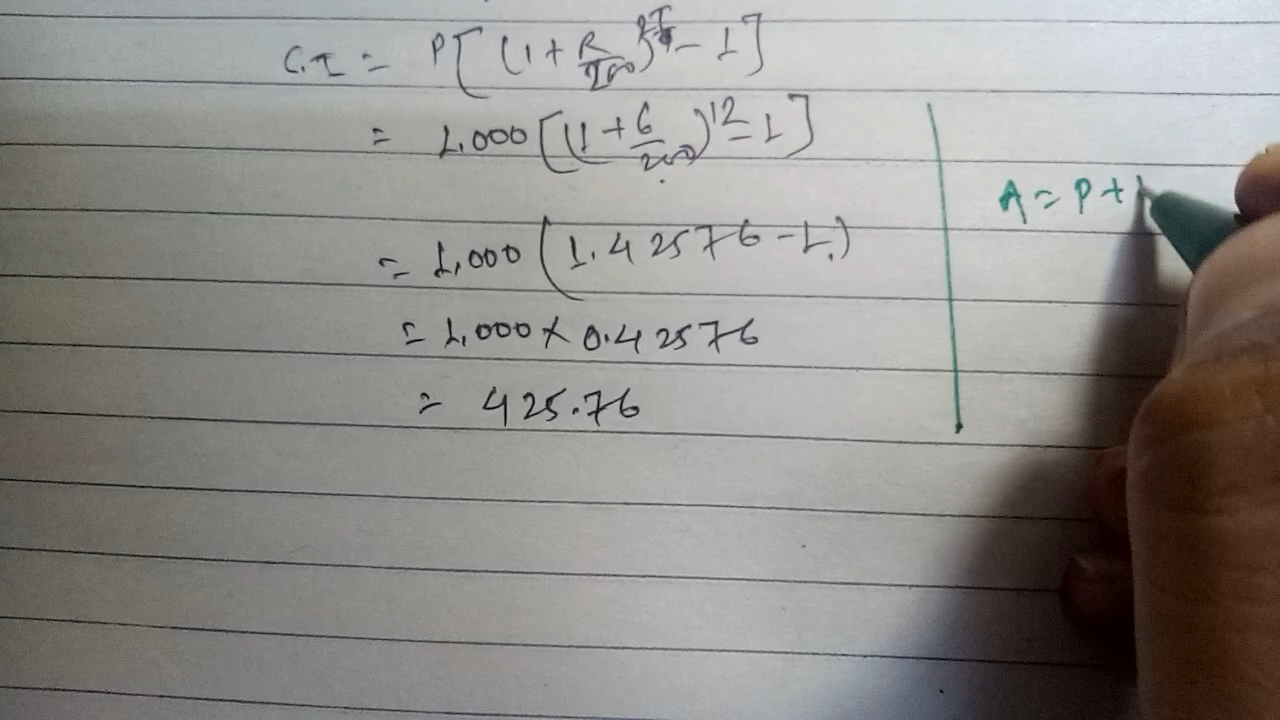 C.I = P[(1+R/200)^2T - 1]
= 1,000[(1+6/200)^12 - 1]
= 1,000(1.42576-1.)
= 1,000 x 0.42576
= 425.76
A = P +